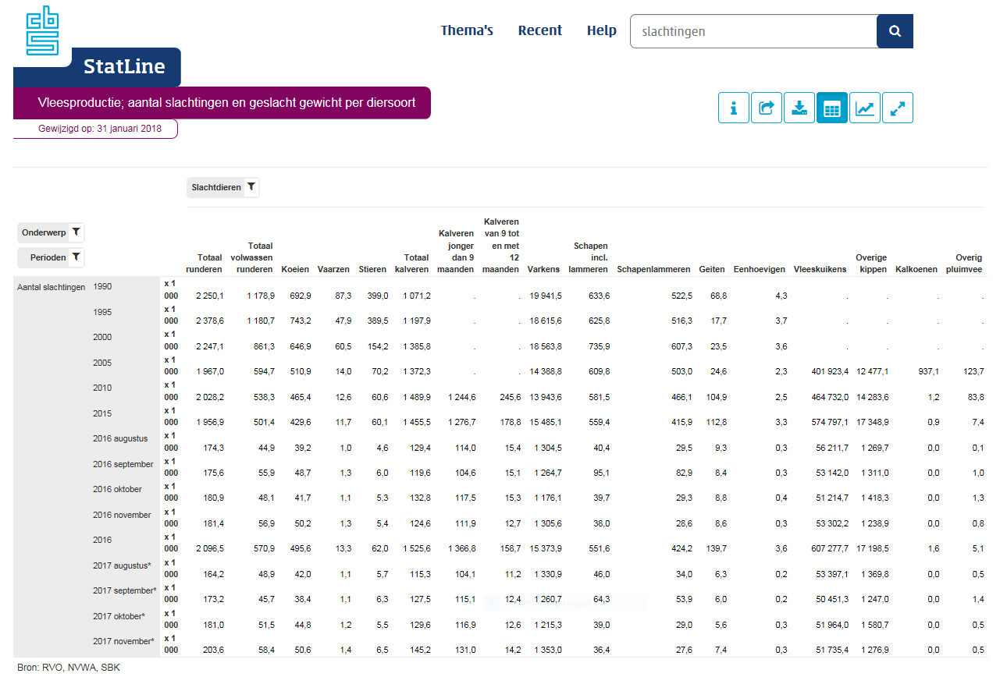 cbs
Thema's Recent Help slachtingen
StatLine
Vleesproductie; aantal slachtingen en geslacht gewicht per diersoort
Gewijzigd op: 31 januari 2018
Slachtdieren
Onderwerp
Perioden
Totaal runderen Totaal volwassen runderen Koeien Vaarzen Stieren Totaal kalveren Kalveren jonger dan 9 maanden Kalveren van 9 tot en met 12 maanden Varkens Schapen incl. lammeren Schapenlammeren Geiten Eenhoevigen Vleeskuikens Overige kippen Kalkoenen Overig pluimvee
Aantal slachtingen 1990 x 1 000 2 250,1 1 178,9 692,9 87,3 399,0 1 071,2 . . 19 941,5 633,6 522,5 68,8 4,3 . . . .
1995 x 1 000 2 378,6 1 180,7 743,2 47,9 389,5 1 197,9 . . 18 615,6 625,8 516,3 17,7 3,7 . . . .
2000 x 1 000 2 247,1 861,3 646,9 60,5 154,2 1 385,8 . . 18 563,8 735,9 607,3 23,5 3,6 . . . .
2005 x 1 000 1 967,0 594,7 510,9 14,0 70,2 1 372,3 . . 14 388,8 609,8 503,0 24,6 2,3 401 923,4 12 477,1 937,1 123,7
2010 x 1 000 2 028,2 538,3 465,4 12,6 60,6 1 489,9 1 244,6 245,6 13 943,6 581,5 466,1 104,9 2,5 464 732,0 14 283,6 1,2 83,8
2015 x 1 000 1 956,9 501,4 429,6 11,7 60,1 1 455,5 1 276,7 178,8 15 485,1 559,4 415,9 112,8 3,3 574 797,1 17 348,9 0,9 7,4
2016 augustus x 1 000 174,3 44,9 39,2 1,0 4,6 129,4 114,0 15,4 1 304,5 40,4 29,5 9,3 0,3 56 211,7 1 269,7 0,0 0,1
2016 september x 1 000 175,6 55,9 48,7 1,3 6,0 119,6 104,6 15,1 1 264,7 95,1 82,9 8,4 0,3 53 142,0 1 311,0 0,0 1,0
2016 oktober x 1 000 180,9 48,1 41,7 1,1 5,3 132,8 117,5 15,3 1 176,1 39,7 29,3 8,8 0,4 51 214,7 1 418,3 0,0 1,3
2016 november x 1 000 181,4 56,9 50,2 1,3 5,4 124,6 111,9 12,7 1 305,6 38,0 28,6 8,6 0,3 53 302,2 1 238,9 0,0 0,8
2016 x 1 000 2 096,5 570,9 495,6 13,3 62,0 1 525,6 1 366,8 158,7 15 373,9 551,6 424,2 139,7 3,6 607 277,7 17 198,5 1,6 5,1
2017 augustus* x 1 000 164,2 48,9 42,0 1,1 5,7 115,3 104,1 11,2 1 330,9 46,0 34,0 6,3 0,2 53 397,1 1 369,8 0,0 0,5
2017 september* x 1 000 173,2 45,7 38,4 1,1 6,3 127,5 115,1 12,4 1 260,7 64,3 53,9 6,0 0,2 50 451,3 1 247,0 0,0 1,4
2017 oktober* x 1 000 181,0 51,5 44,8 1,2 5,5 129,6 116,9 12,6 1 215,3 39,0 29,0 5,6 0,3 51 964,0 1 580,7 0,0 0,5
2017 november* x 1 000 203,6 58,4 50,6 1,4 6,5 145,2 131,0 14,2 1 353,0 36,4 27,6 7,4 0,3 51 735,4 1 276,9 0,0 0,5
Bron: RVO, NVWA, SBK